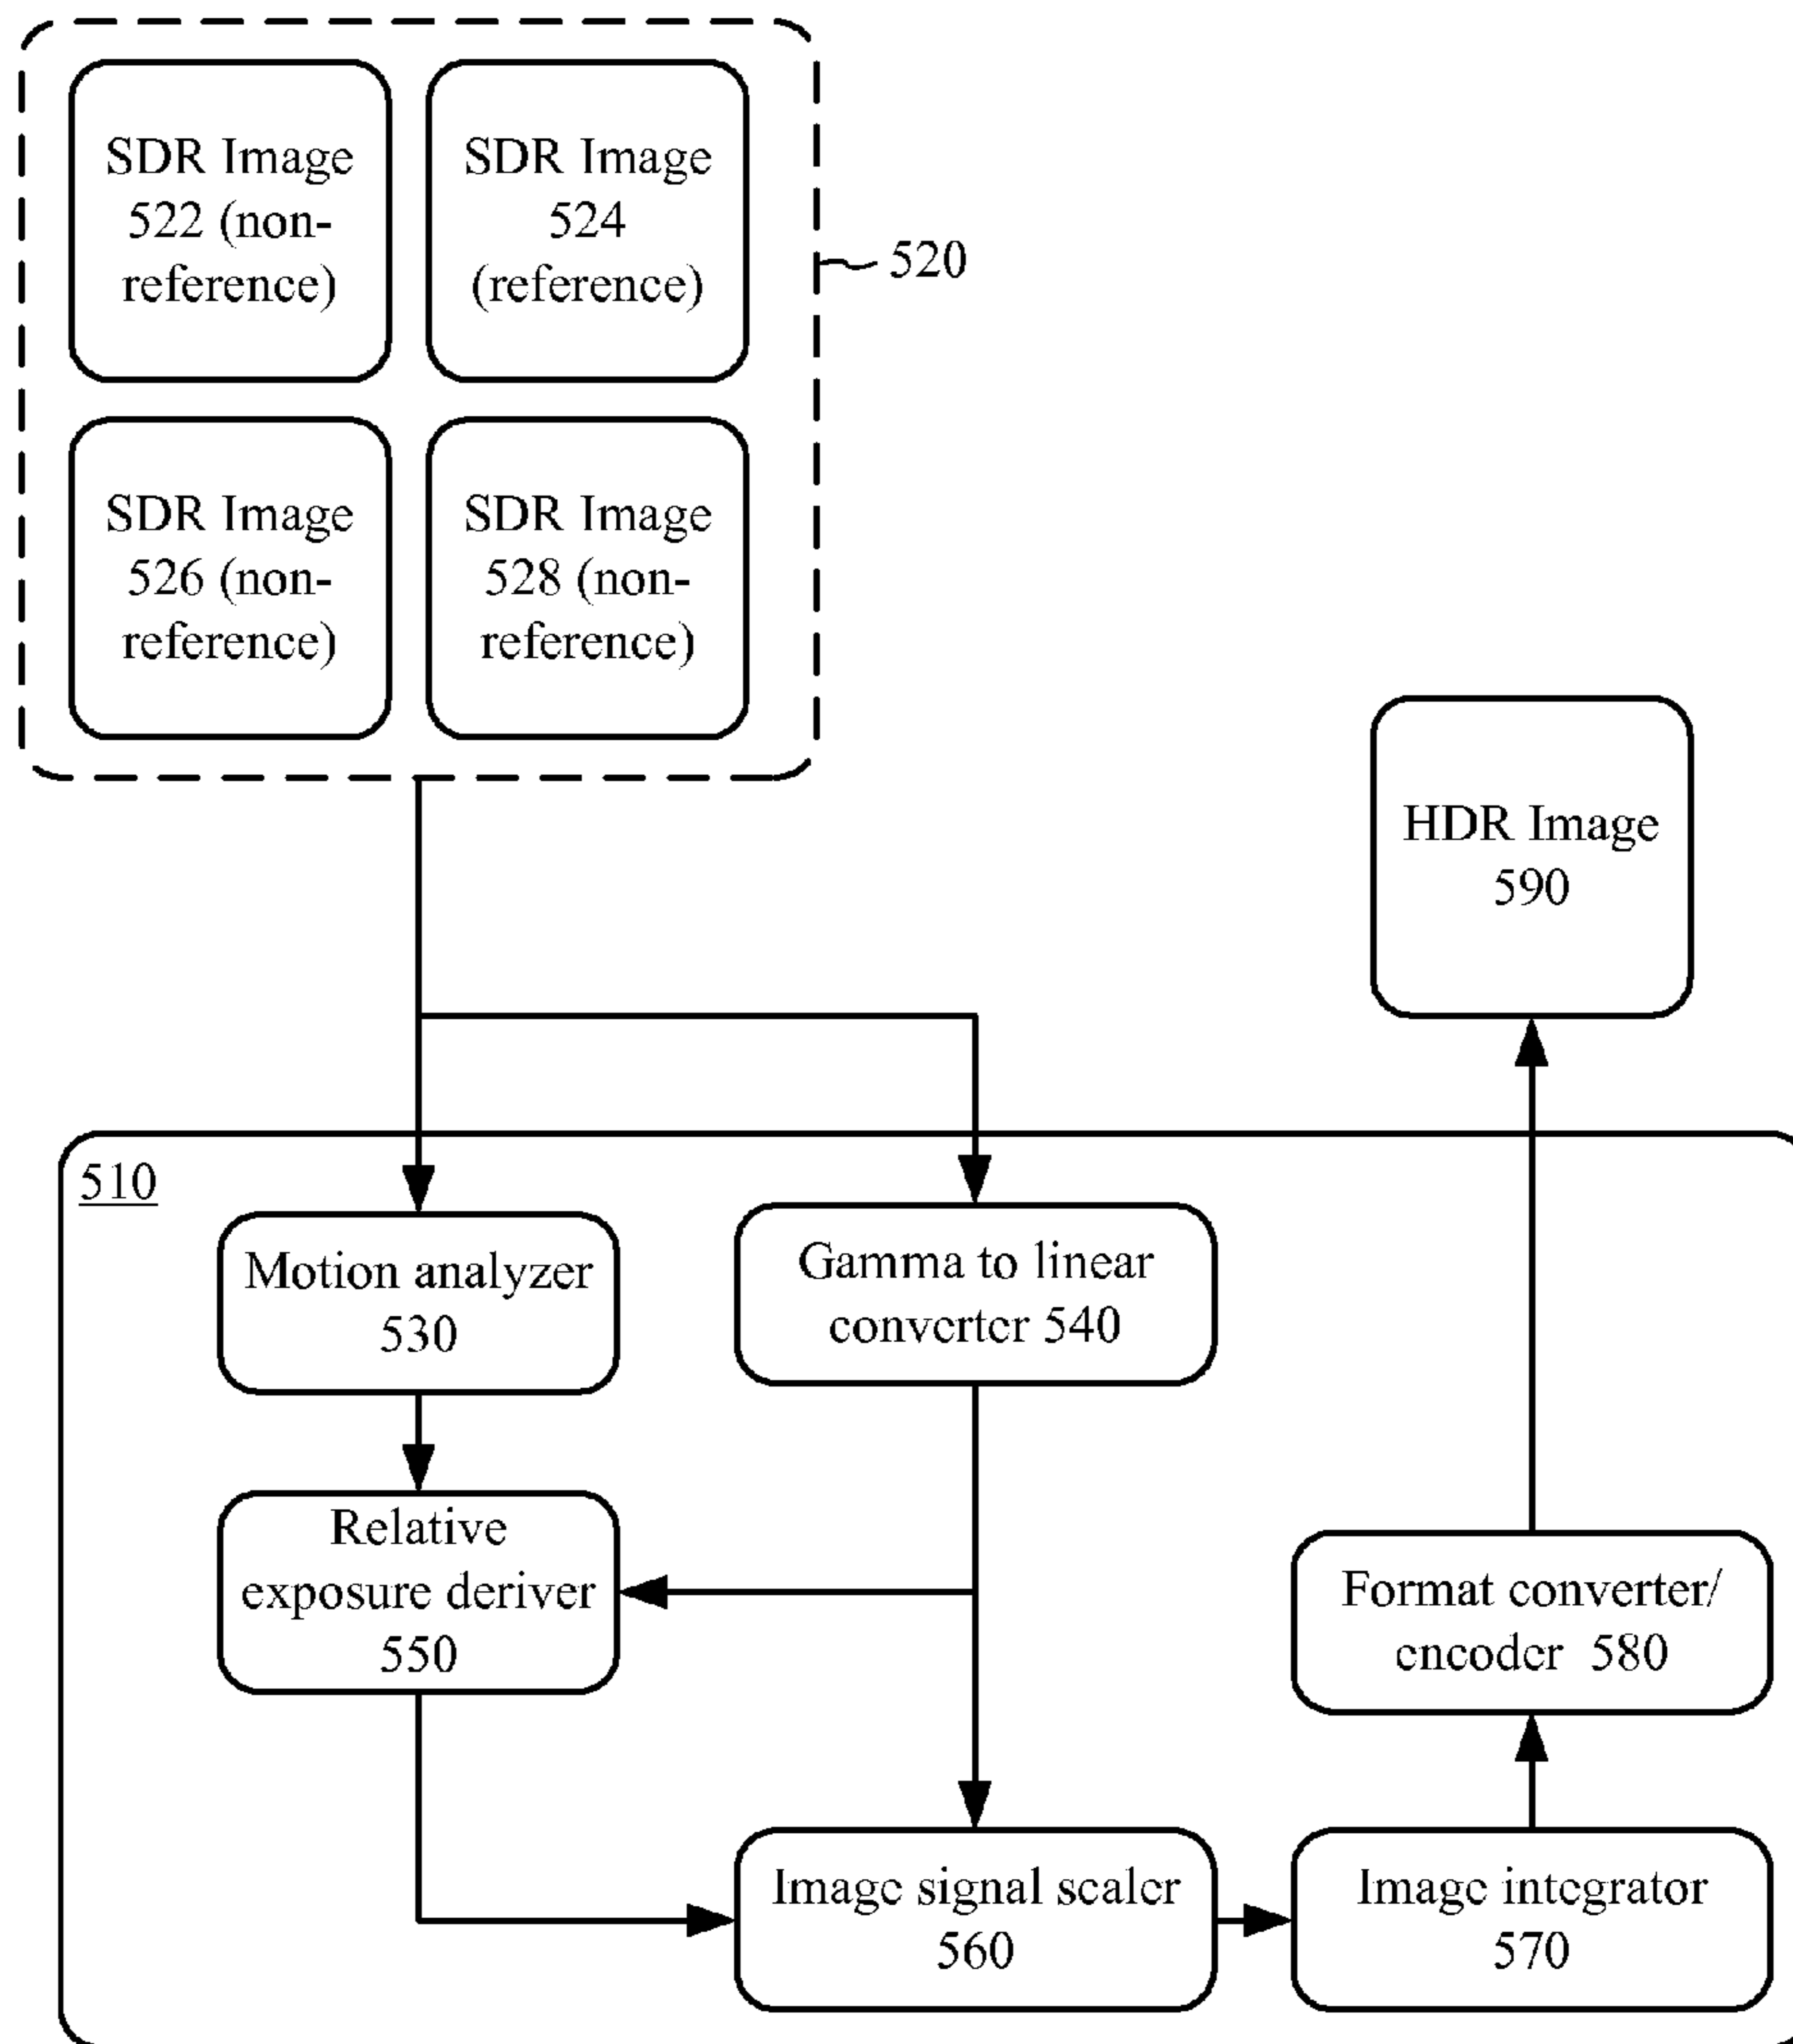 SDR Image
522 (non-
reference)
SDR Image
524
(reference)
520
SDR Image
526 (non-
reference)
SDR Image
528 (non-
reference)
HDR Image
590
510
Motion analyzer
530
Gamma to linear
converter 540
Relative
exposure deriver
550
Format converter/
encoder 580
Image signal scaler
560
Image integrator
570